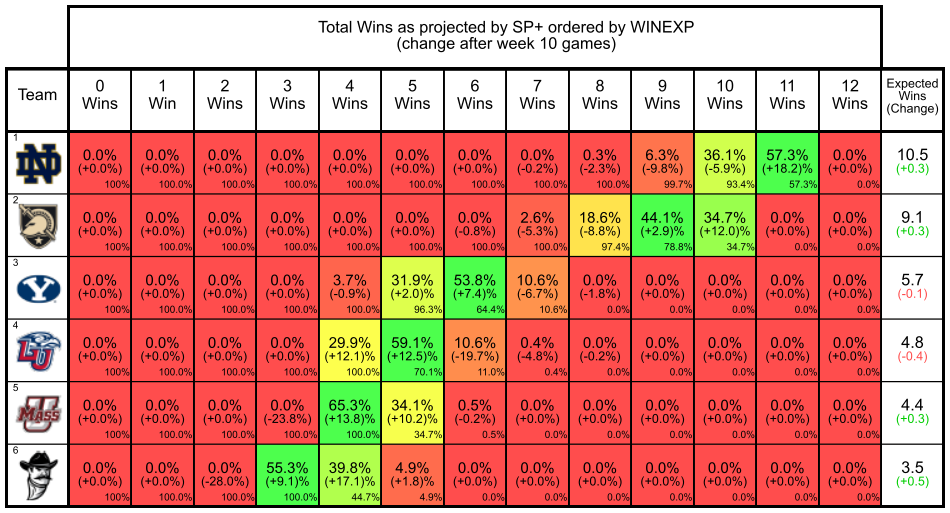 Total Wins as projected by SP+ ordered by WINEXP
(change after week 10 games)
Team 0 Wins 1 Win 2 Wins 3 Wins 4 Wins 5 Wins 6 Wins 7 Wins 8 Wins 9 Wins 10 Wins 11 Wins 12 Wins Expected Wins (Change)
1 ND 0.0% 0.0% 0.0% 0.0% 0.0% 0.0% 0.0% 0.0% 0.3% 6.3% 36.1% 57.3% 0.0% 10.5
(+0.0%) (+0.0%) (+0.0%) (+0.0%) (+0.0%) (+0.0%) (+0.0%) (-0.2%) (-2.3%) (-9.8%) (-5.9%) (+18.2)% (+0.0%) (+0.3)
100% 100.0% 100.0% 100.0% 100.0% 100.0% 100.0% 100.0% 100.0% 99.7% 93.4% 57.3% 0.0%
2 0.0% 0.0% 0.0% 0.0% 0.0% 0.0% 0.0% 2.6% 18.6% 44.1% 34.7% 0.0% 0.0% 9.1
(+0.0%) (+0.0%) (+0.0%) (+0.0%) (+0.0%) (+0.0%) (-0.8%) (-5.3%) (-8.8%) (+2.9)% (+12.0)% (+0.0%) (+0.0%) (+0.3)
100% 100.0% 100.0% 100.0% 100.0% 100.0% 100.0% 100.0% 97.4% 78.8% 34.7% 0.0% 0.0%
3 Y 0.0% 0.0% 0.0% 0.0% 3.7% 31.9% 53.8% 10.6% 0.0% 0.0% 0.0% 0.0% 0.0% 5.7
(+0.0%) (+0.0%) (+0.0%) (+0.0%) (-0.9%) (+2.0)% (+7.4)% (-6.7%) (-1.8%) (+0.0%) (+0.0%) (+0.0%) (+0.0%) (-0.1)
100% 100.0% 100.0% 100.0% 100.0% 96.3% 64.4% 10.6% 0.0% 0.0% 0.0% 0.0% 0.0%
4 LU 0.0% 0.0% 0.0% 0.0% 29.9% 59.1% 10.6% 0.4% 0.0% 0.0% 0.0% 0.0% 0.0% 4.8
(+0.0%) (+0.0%) (+0.0%) (+0.0%) (+12.1)% (+12.5)% (-19.7%) (-4.8%) (-0.2%) (+0.0%) (+0.0%) (+0.0%) (+0.0%) (-0.4)
100% 100.0% 100.0% 100.0% 100.0% 70.1% 11.0% 0.4% 0.0% 0.0% 0.0% 0.0% 0.0%
5 U MASS 0.0% 0.0% 0.0% 0.0% 65.3% 34.1% 0.5% 0.0% 0.0% 0.0% 0.0% 0.0% 0.0% 4.4
(+0.0%) (+0.0%) (+0.0%) (-23.8%) (+13.8)% (+10.2)% (-0.2%) (+0.0%) (+0.0%) (+0.0%) (+0.0%) (+0.0%) (+0.0%) (+0.3)
100% 100.0% 100.0% 100.0% 100.0% 34.7% 0.5% 0.0% 0.0% 0.0% 0.0% 0.0% 0.0%
6 0.0% 0.0% 0.0% 55.3% 39.8% 4.9% 0.0% 0.0% 0.0% 0.0% 0.0% 0.0% 0.0% 3.5
(+0.0%) (+0.0%) (-28.0%) (+9.1)% (+17.1)% (+1.8)% (+0.0%) (+0.0%) (+0.0%) (+0.0%) (+0.0%) (+0.0%) (+0.0%) (+0.5)
100% 100.0% 100.0% 100.0% 44.7% 4.9% 0.0% 0.0% 0.0% 0.0% 0.0% 0.0% 0.0%